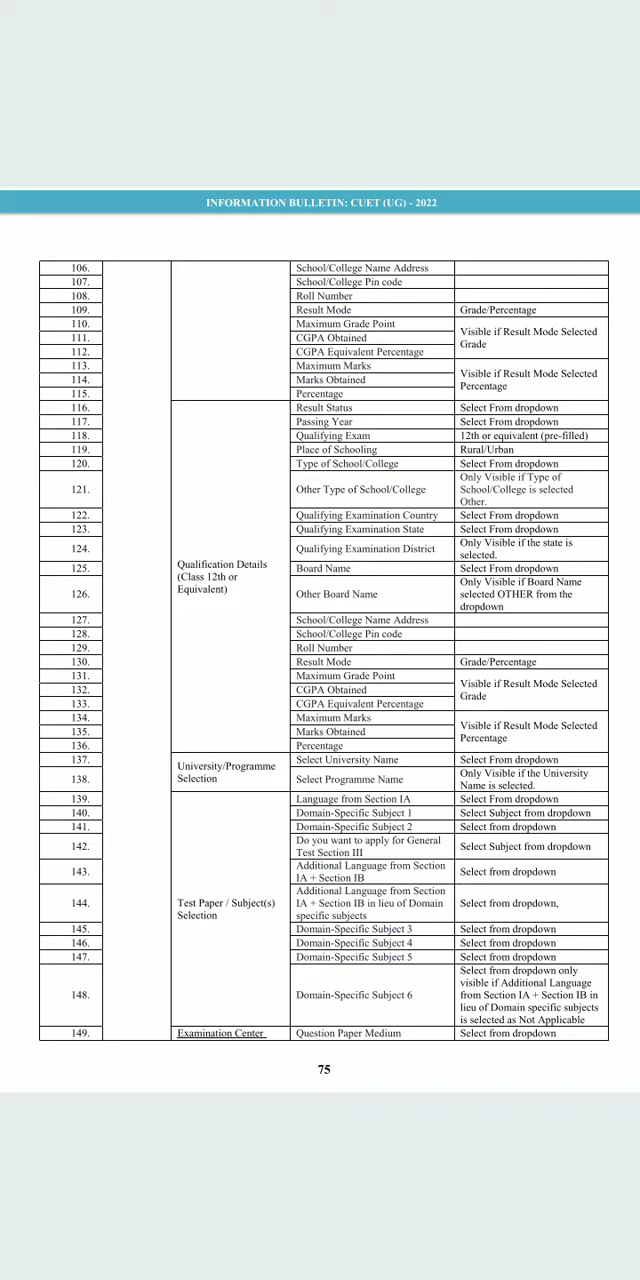 INFORMATION BULLETIN: CUET (UG) - 2022
106. School/College Name Address
107. School/College Pin code
108. Roll Number
109. Result Mode Grade/Percentage
110. Maximum Grade Point
111. CGPA Obtained
Visible if Result Mode Selected
Grade
112. CGPA Equivalent Percentage
113. Maximum Marks
114. Marks Obtained
Visible if Result Mode Selected
Percentage
115. Percentage
Qualification Details
(Class 12th or
Equivalent)
116. Result Status Select From dropdown
117. Passing Year Select From dropdown
118. Qualifying Exam 12th or equivalent (pre-filled)
119. Place of Schooling Rural/Urban
120. Type of School/College Select From dropdown
121. Other Type of School/College
Only Visible if Type of
School/College is selected
Other.
122. Qualifying Examination Country Select From dropdown
123. Qualifying Examination State Select From dropdown
124. Qualifying Examination District
Only Visible if the state is
selected.
125. Board Name Select From dropdown
126. Other Board Name
Only Visible if Board Name
selected OTHER from the
dropdown
127. School/College Name Address
128. School/College Pin code
129. Roll Number
130. Result Mode Grade/Percentage
131. Maximum Grade Point
132. CGPA Obtained
Visible if Result Mode Selected
Grade
133. CGPA Equivalent Percentage
134. Maximum Marks
135. Marks Obtained
Visible if Result Mode Selected
Percentage
136. Percentage
University/Programme
Selection
137. Select University Name Select From dropdown
138. Select Programme Name
Only Visible if the University
Name is selected.
Test Paper / Subject(s)
Selection
139. Language from Section IA Select From dropdown
140. Domain-Specific Subject 1 Select Subject from dropdown
141. Domain-Specific Subject 2 Select from dropdown
142. Do you want to apply for General
Test Section III
Select Subject from dropdown
143. Additional Language from Section
IA + Section IB
Select from dropdown
144. Additional Language from Section
IA + Section IB in lieu of Domain
specific subjects
Select from dropdown,
145. Domain-Specific Subject 3 Select from dropdown
146. Domain-Specific Subject 4 Select from dropdown
147. Domain-Specific Subject 5 Select from dropdown
148. Domain-Specific Subject 6
Select from dropdown only
visible if Additional Language
from Section IA + Section IB in
lieu of Domain specific subjects
is selected as Not Applicable
149. Examination Center Question Paper Medium Select from dropdown
75